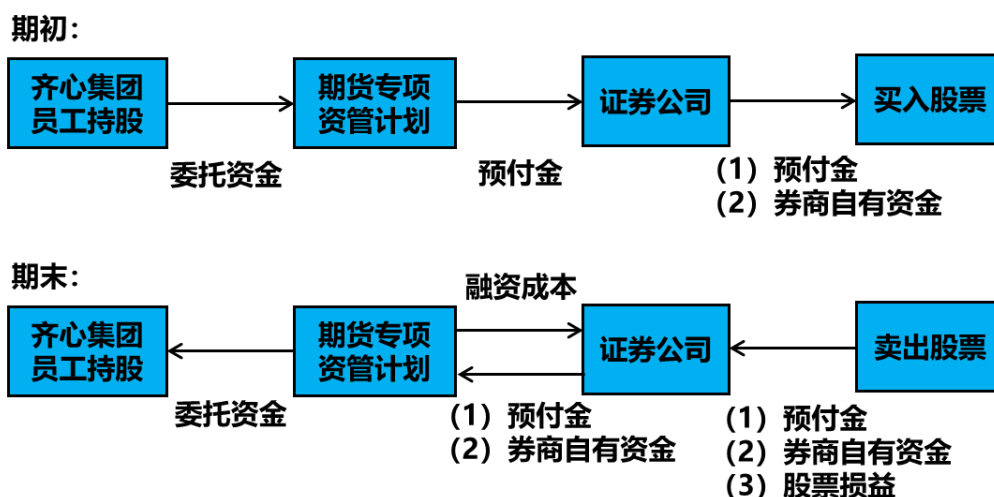 期初：
齐心集团
员工持股
期货专项
资管计划
证券公司
买入股票
委托资金
预付金
（1）预付金
（2）券商自有资金
期末：
融资成本
齐心集团
员工持股
期货专项
资管计划
证券公司
卖出股票
委托资金
（1）预付金
（2）券商自有资金
（1）预付金
（2）券商自有资金
（3）股票损益